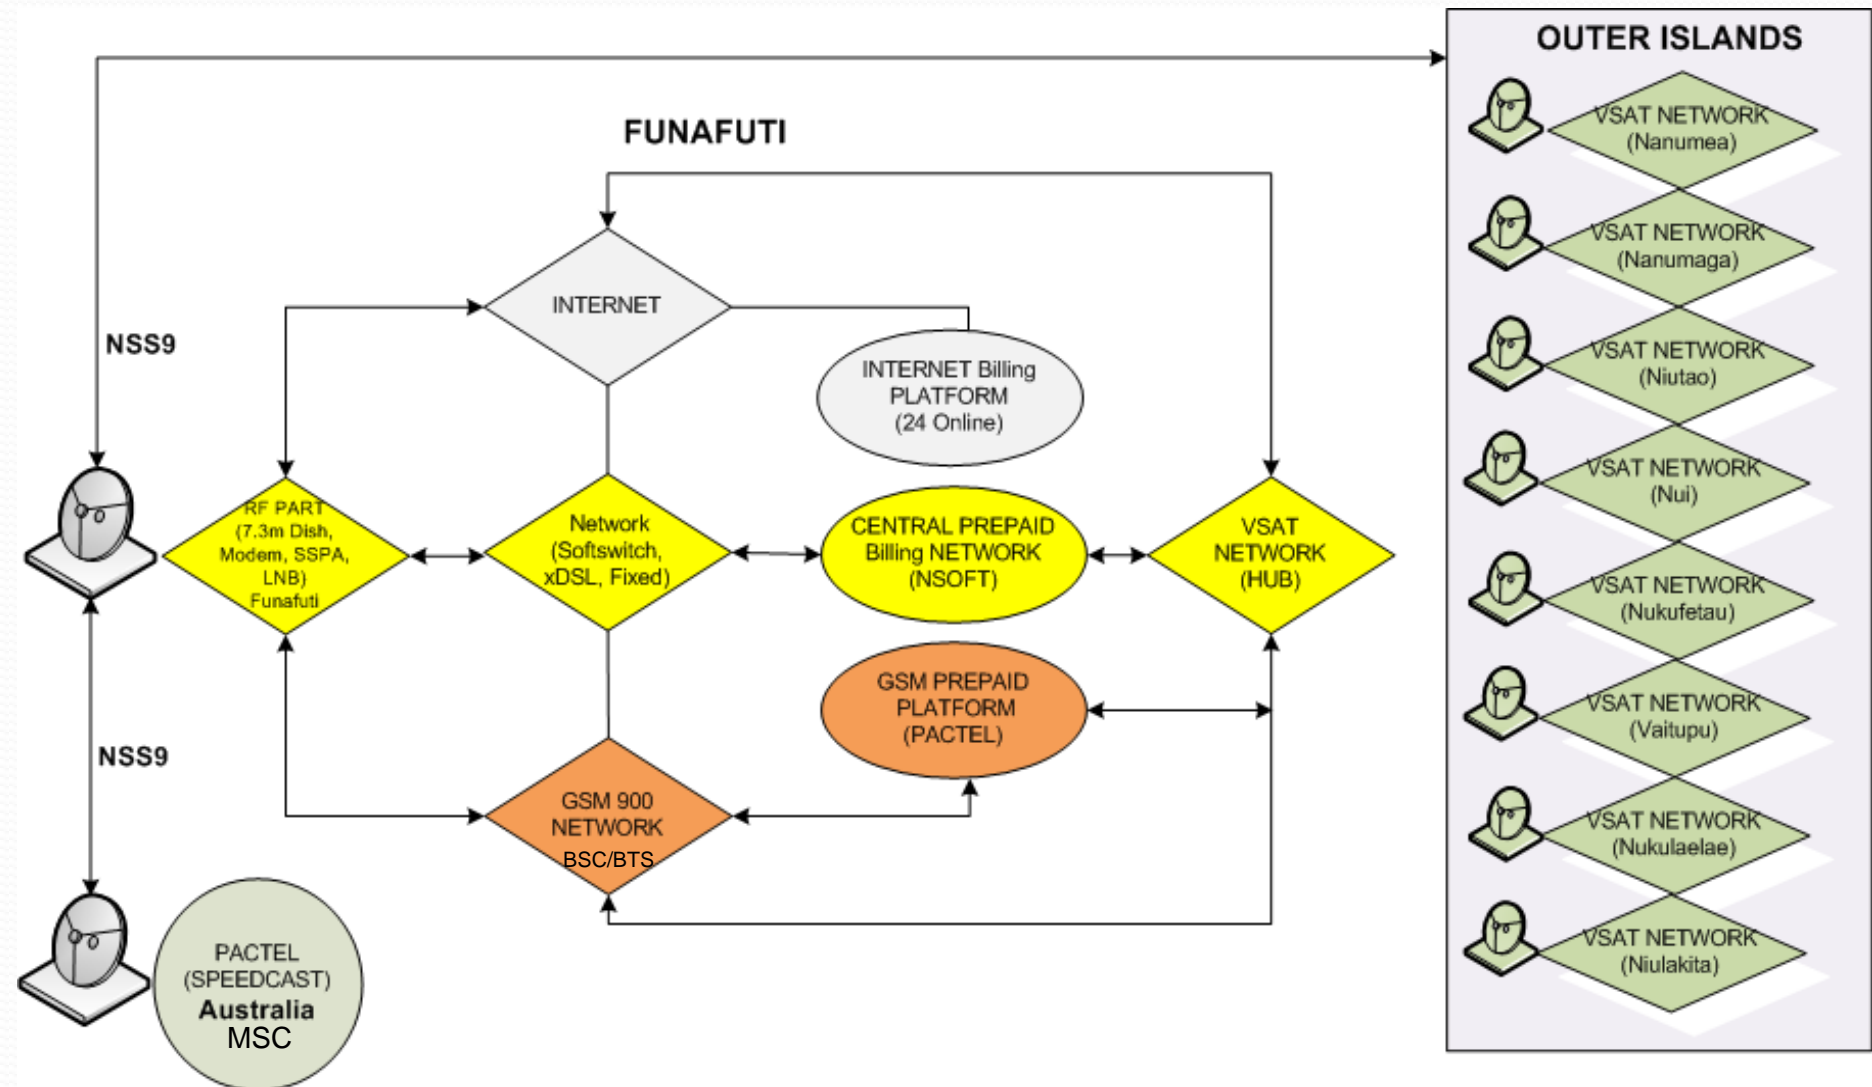 OUTER ISLANDS
FUNAFUTI
NSS9
NSS9
INTERNET
INTERNET Billing
PLATFORM
(24 Online)
RF PART
(7.3m Dish,
Modem, SSPA,
LNB)
Funafuti
Network
(Softswitch,
xDSL, Fixed)
CENTRAL PREPAID
Billing NETWORK
(NSOFT)
VSAT
NETWORK
(HUB)
GSM PREPAID
PLATFORM
(PACTEL)
GSM 900
NETWORK
BSC/BTS
PACTEL
(SPEEDCAST)
Australia
MSC
VSAT NETWORK
(Nanumea)
VSAT NETWORK
(Nanumaga)
VSAT NETWORK
(Niutao)
VSAT NETWORK
(Nui)
VSAT NETWORK
(Nukufetau)
VSAT NETWORK
(Vaitupu)
VSAT NETWORK
(Nukulaelae)
VSAT NETWORK
(Niulakita)